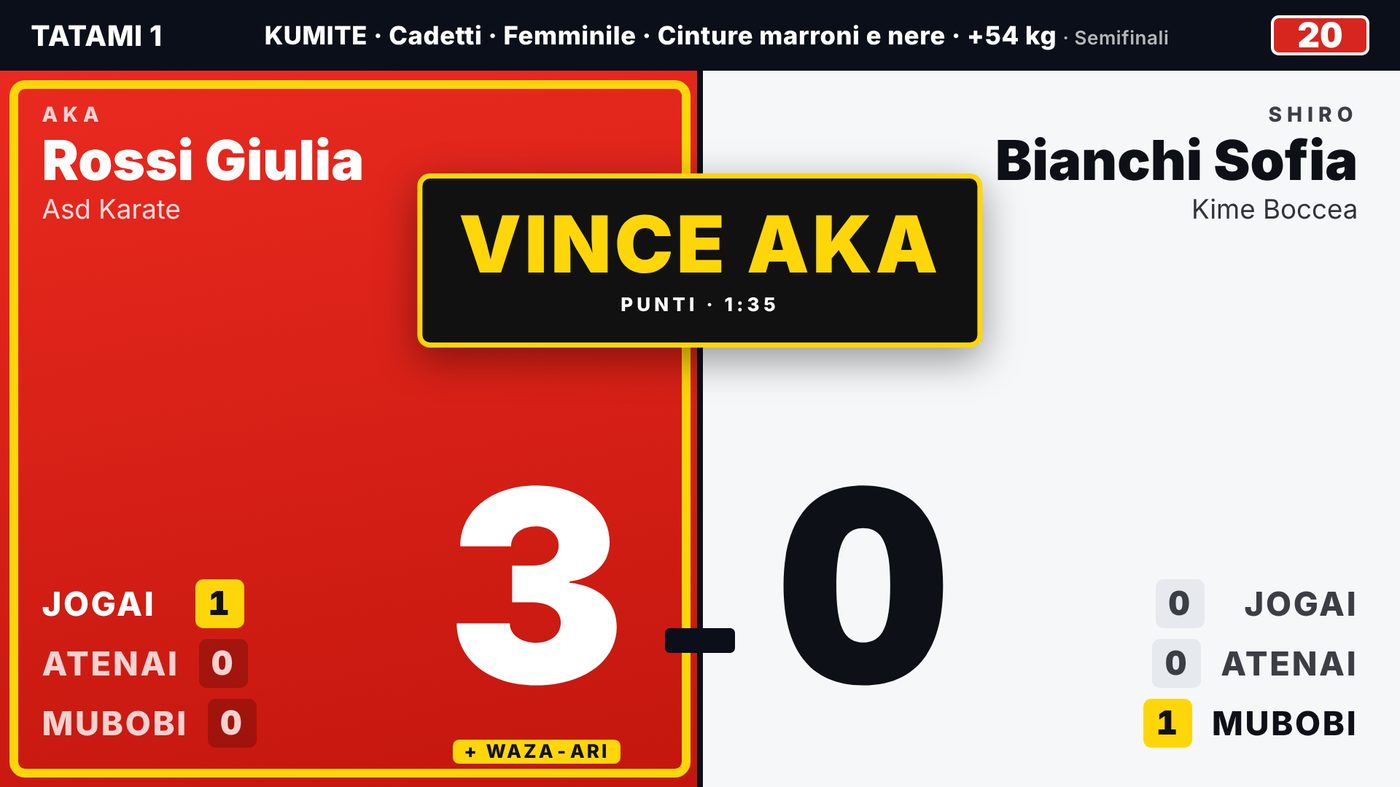 TATAMI 1
KUMITE · Cadetti · Femminile · Cinture marroni e nere · +54 kg · Semifinali
20
AKA
Rossi Giulia
Asd Karate
SHIRO
Bianchi Sofia
Kime Boccea
VINCE AKA
PUNTI · 1:35
3 - 0
JOGAI 1
ATENAI 0
MUBOBI 0
+ WAZA-ARI
0 JOGAI
0 ATENAI
1 MUBOBI